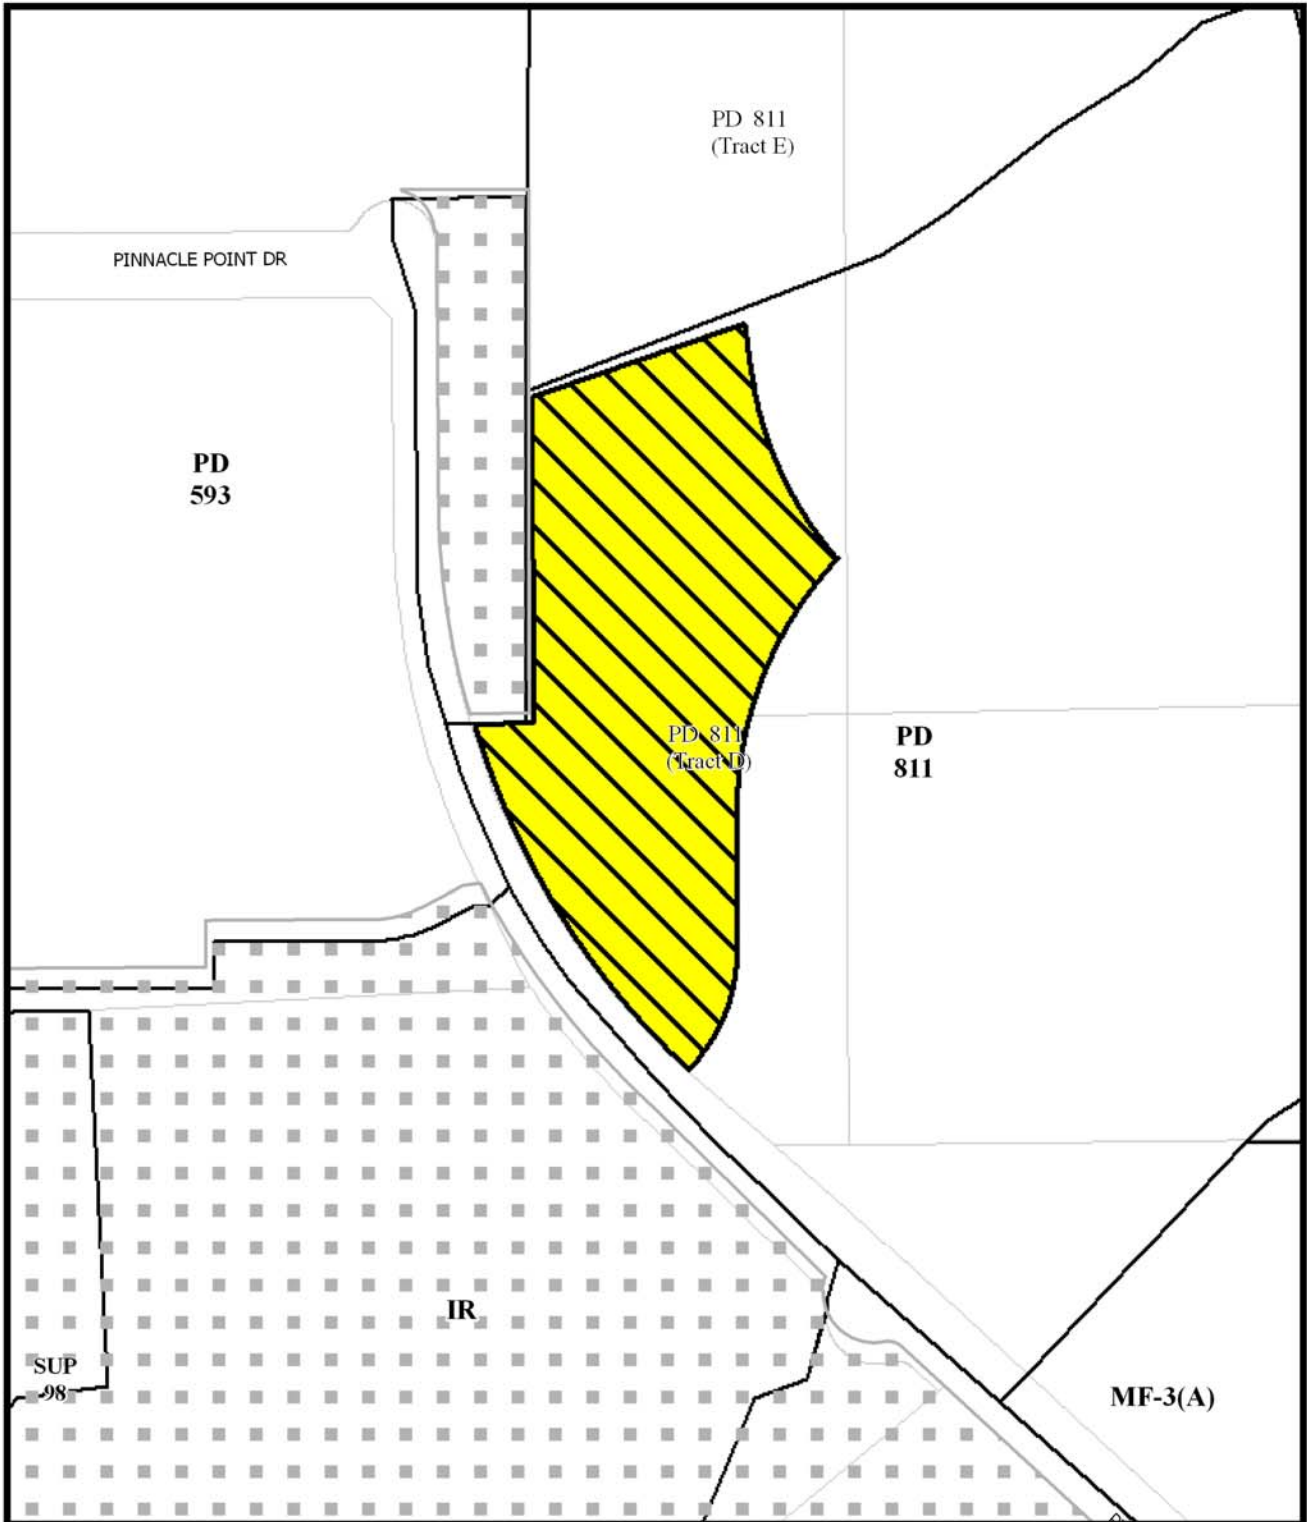 PD 811
(Tract E)
PINNACLE POINT DR
PD
593
PD 811
(Tract D)
PD
811
IR
SUP
98
MF-3(A)